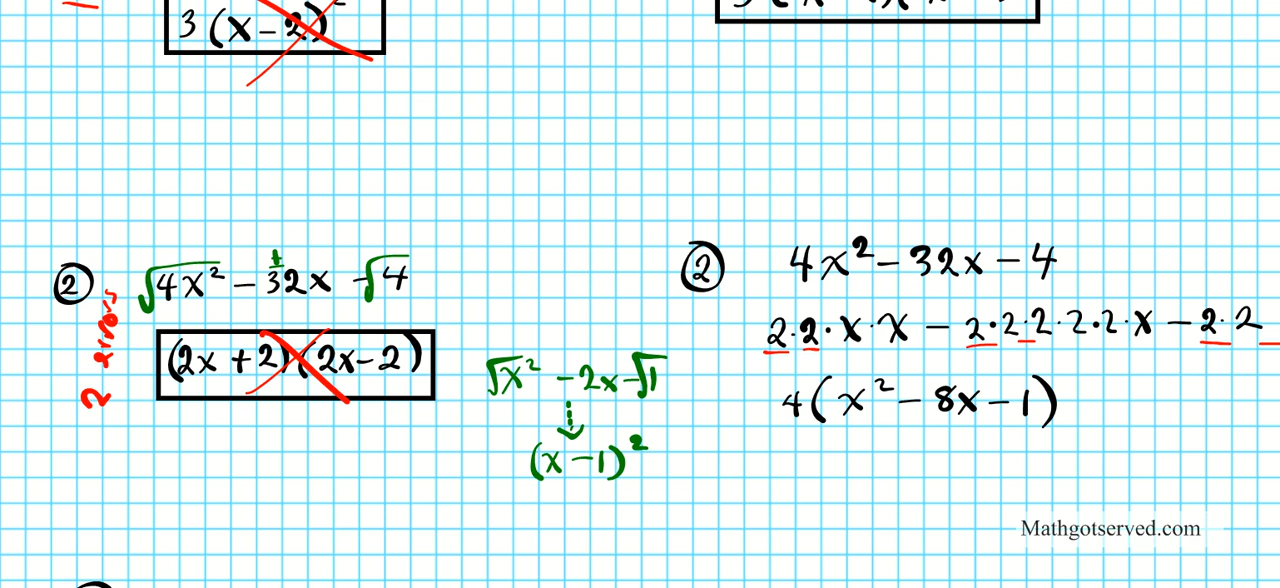 3(x-2)²
② √4x² - 32x - √4
2 errors
(2x + 2)(2x - 2)
√x² - 2x - √1
(x - 1)²
② 4x² - 32x - 4
2·2·x·x - 2·2·2·2·2·x - 2·2
4(x² - 8x - 1)
Mathgotserved.com